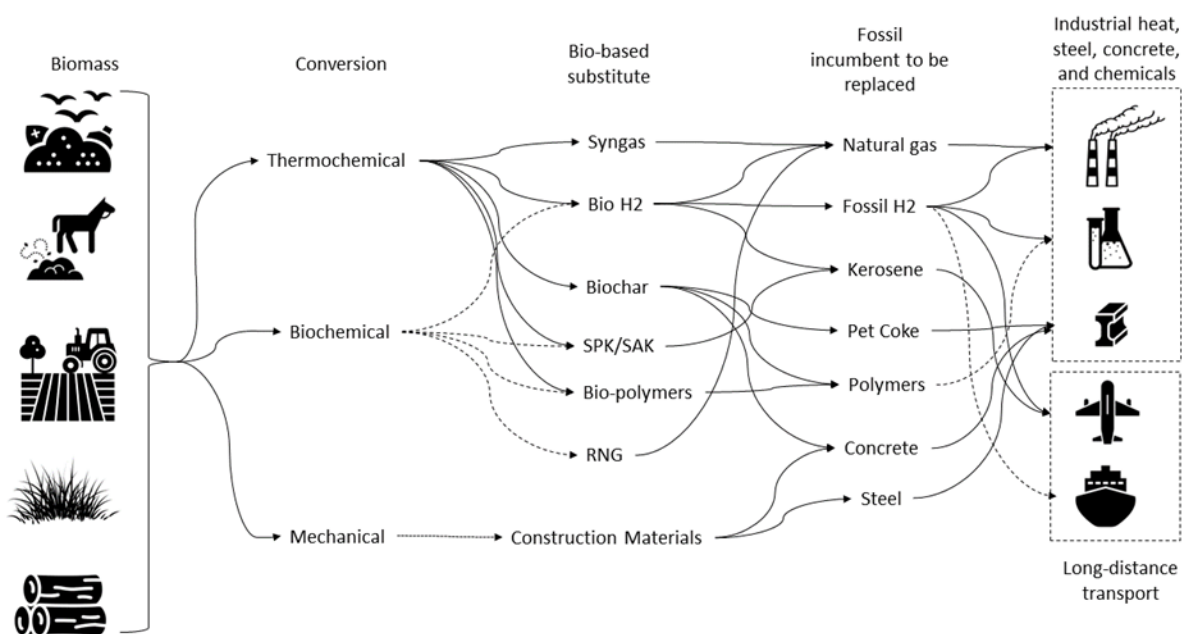 Biomass
Conversion
Bio-based
substitute
Fossil
incumbent to be
replaced
Industrial heat,
steel, concrete,
and chemicals
Thermochemical
Biochemical
Mechanical
Syngas
Bio H2
Biochar
SPK/SAK
Bio-polymers
RNG
Construction Materials
Natural gas
Fossil H2
Kerosene
Pet Coke
Polymers
Concrete
Steel
Long-distance
transport